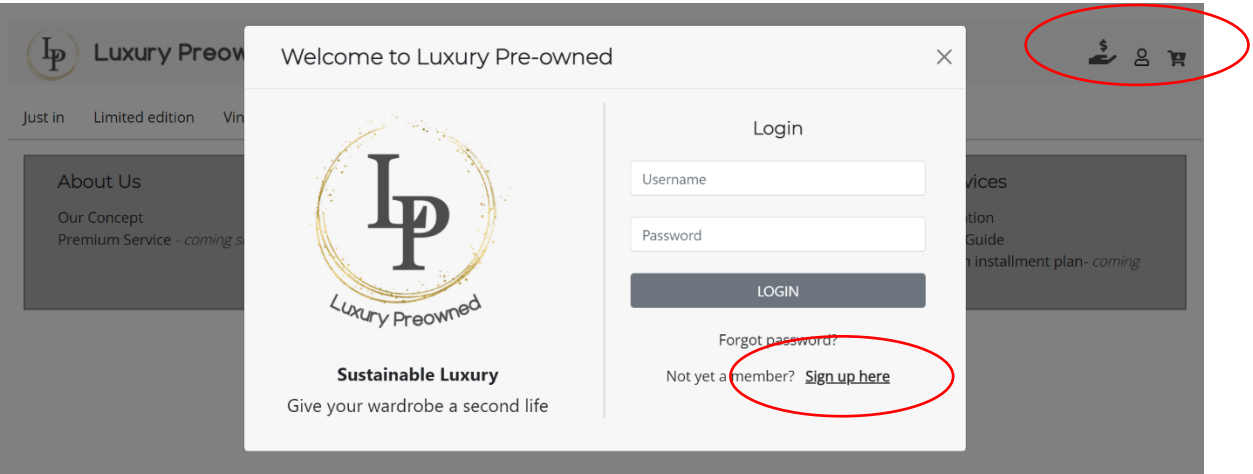 LP Luxury Preow
Just in Limited edition Vin
About Us
Our Concept
Premium Service - coming s
Welcome to Luxury Pre-owned
LP
Luxury Preowned
Sustainable Luxury
Give your wardrobe a second life
Login
Username
Password
LOGIN
Forgot password?
Not yet a member? Sign up here
$
vices
tion
Guide
n installment plan- coming